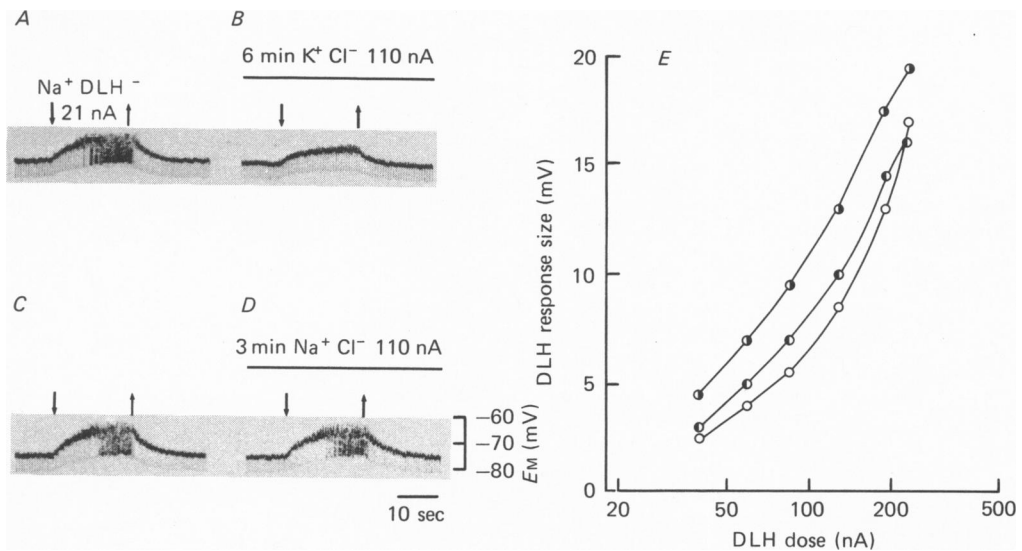 A
B
6 min K⁺ Cl⁻ 110 nA
Na⁺ DLH⁻
21 nA
C
D
3 min Na⁺ Cl⁻ 110 nA
−60
−70
−80
E_M (mV)
10 sec
E
20
15
10
5
0
DLH response size (mV)
20 50 100 200 500
DLH dose (nA)